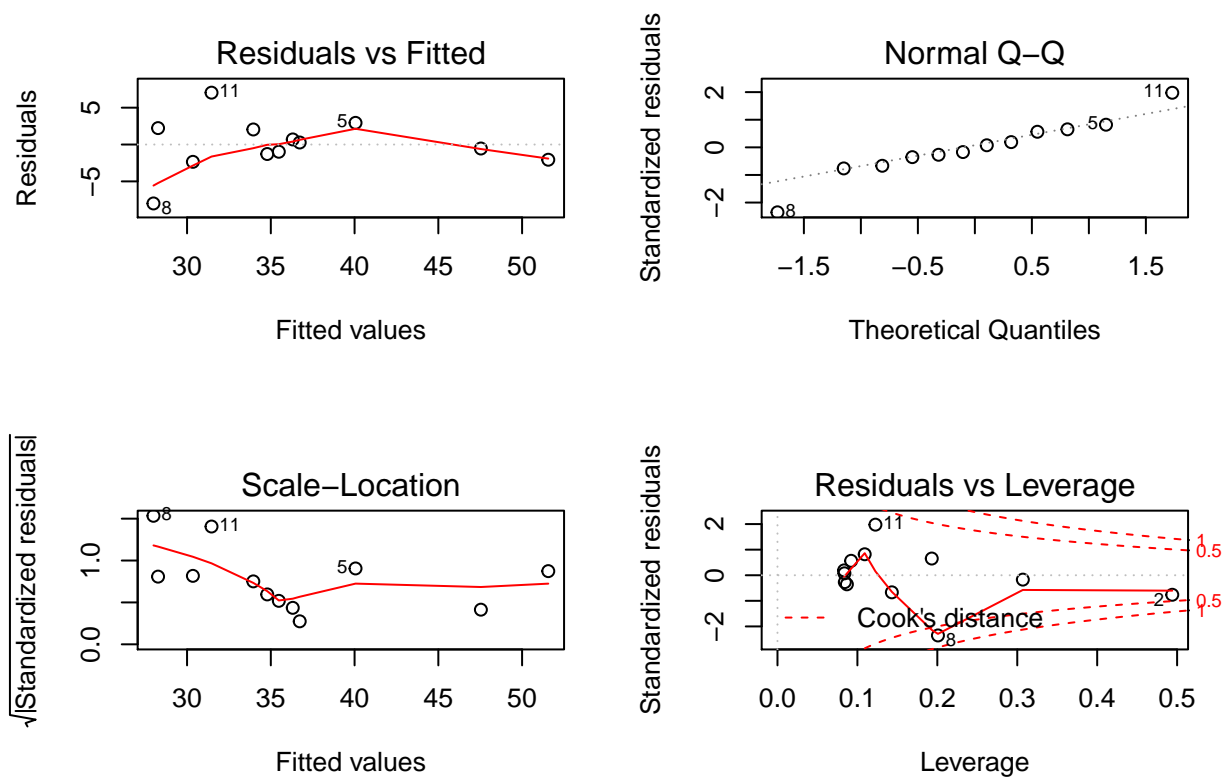 Residuals vs Fitted
Residuals
5
−5
11
5
8
30 35 40 45 50
Fitted values
Normal Q−Q
Standardized residuals
2
0
−2
11
5
8
−1.5 −0.5 0.5 1.5
Theoretical Quantiles
Scale−Location
√|Standardized residuals|
1.0
0.0
8
11
5
30 35 40 45 50
Fitted values
Residuals vs Leverage
Standardized residuals
2
0
−2
11
1
0.5
2
0.5
1
Cook's distance
8
0.0 0.1 0.2 0.3 0.4 0.5
Leverage